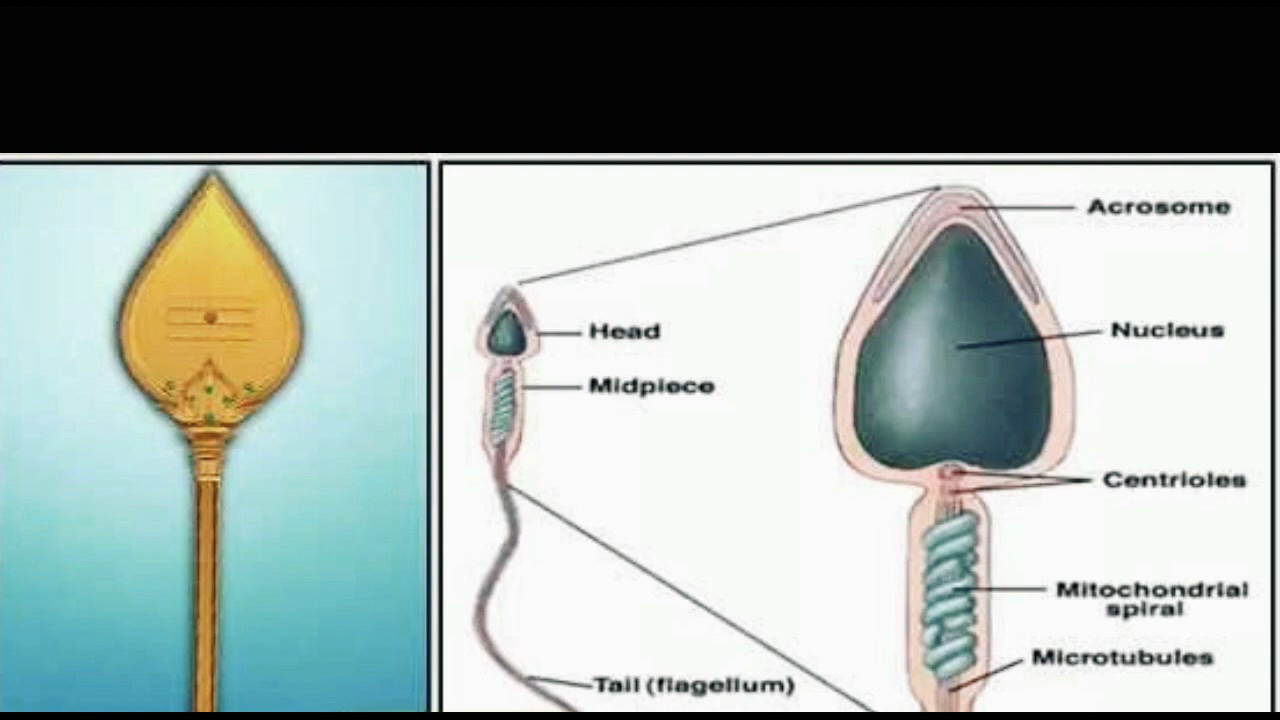 Acrosome
Head
Nucleus
Midpiece
Centrioles
Mitochondrial
spiral
Microtubules
Tail (flagellum)